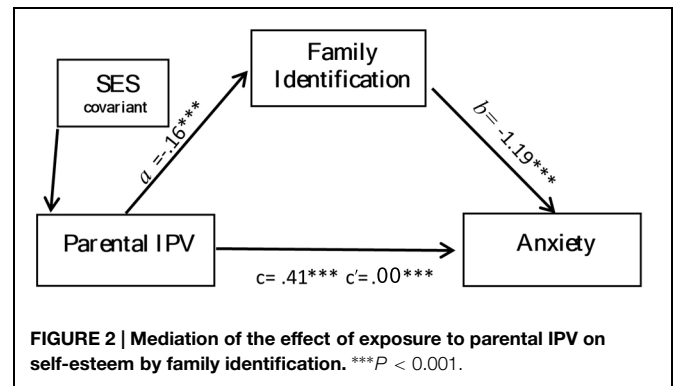 Family
Identification
SES
covariant
a =-.16***
b= -1.19***
Parental IPV
Anxiety
c= .41*** c’=.00***
FIGURE 2 | Mediation of the effect of exposure to parental IPV on
self-esteem by family identification. ***P < 0.001.